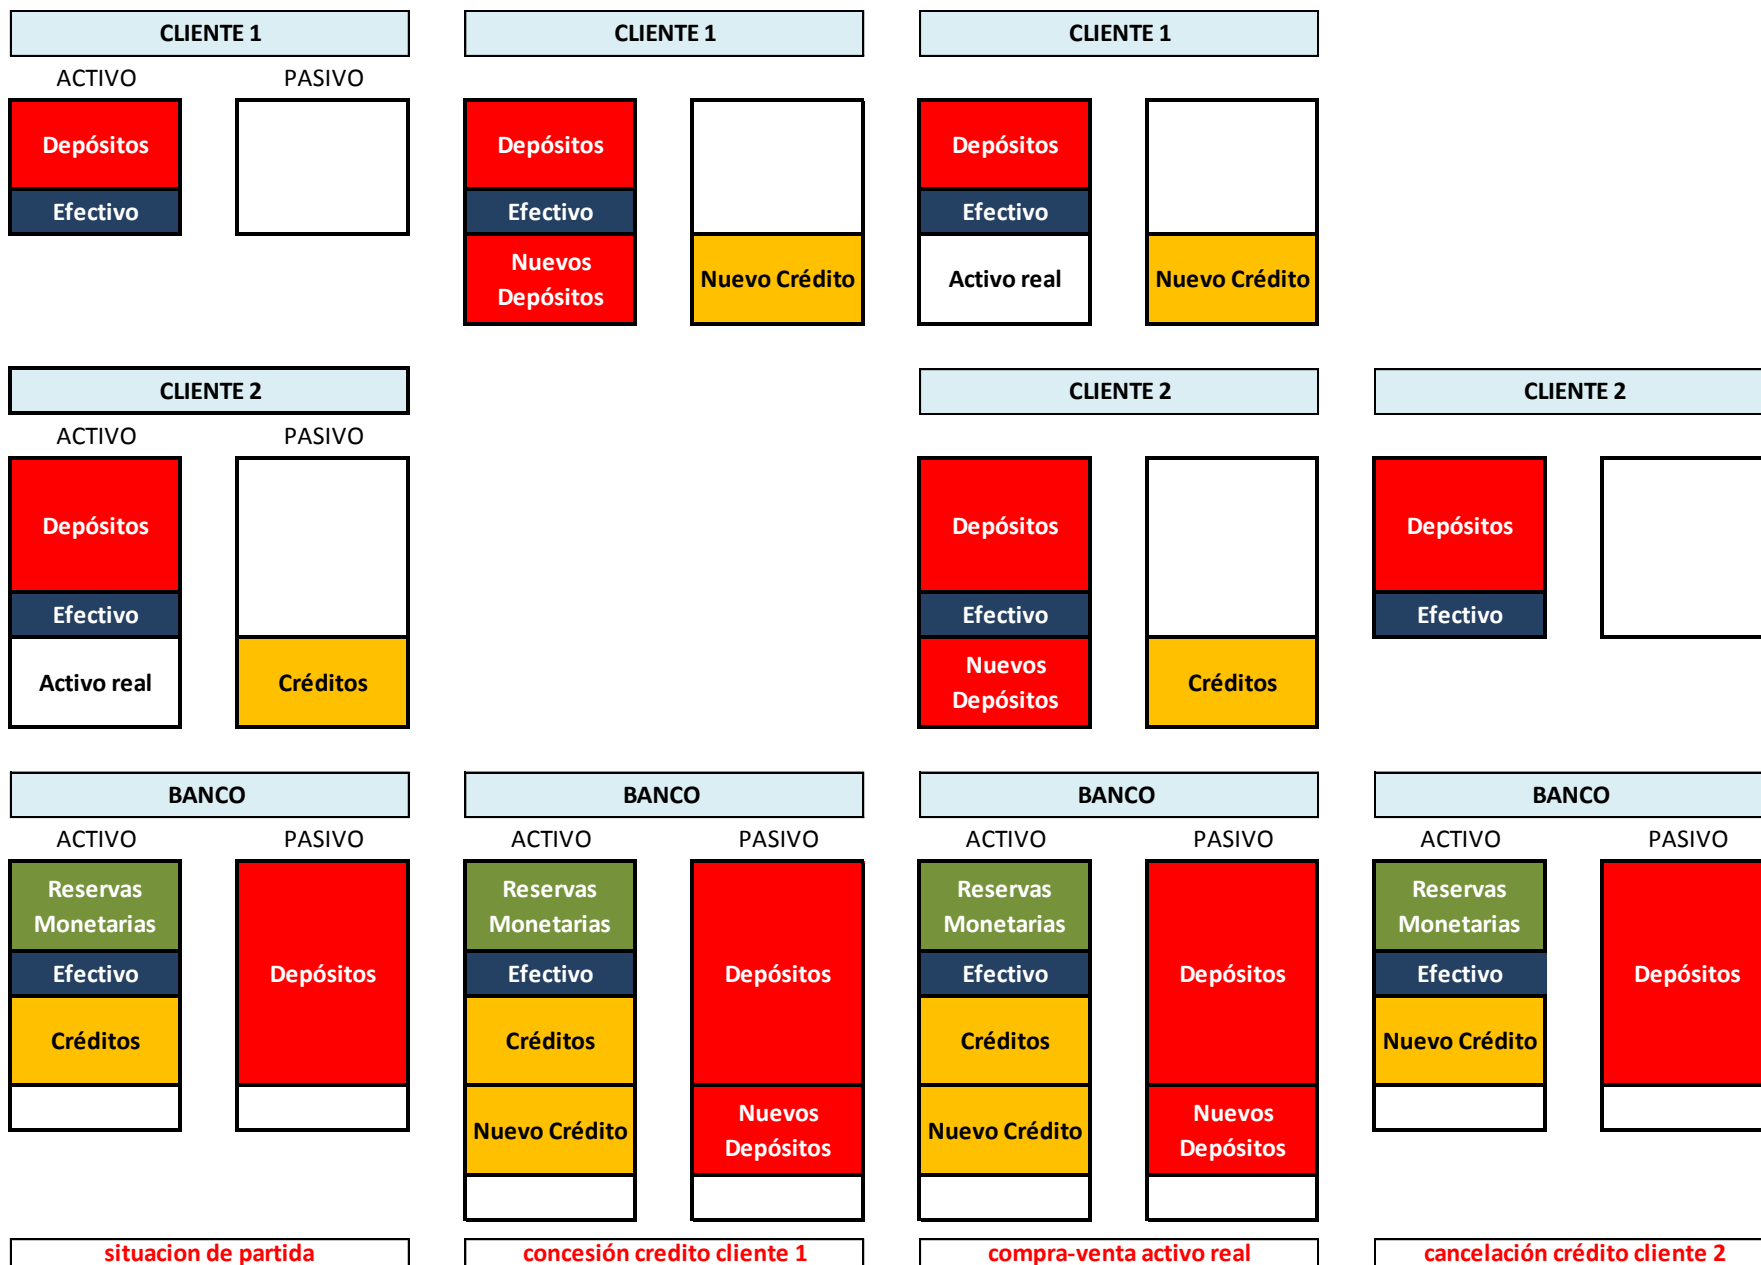 CLIENTE 1 CLIENTE 1 CLIENTE 1
ACTIVO PASIVO
Depósitos Depósitos Depósitos
Efectivo Efectivo Efectivo
Nuevos
Depósitos Nuevo Crédito Activo real Nuevo Crédito
CLIENTE 2 CLIENTE 2 CLIENTE 2
ACTIVO PASIVO
Depósitos Depósitos Depósitos
Efectivo Efectivo Efectivo
Activo real Créditos Nuevos
Depósitos Créditos
BANCO BANCO BANCO BANCO
ACTIVO PASIVO ACTIVO PASIVO ACTIVO PASIVO ACTIVO PASIVO
Reservas Reservas Reservas Reservas
Monetarias Monetarias Monetarias Monetarias
Efectivo Depósitos Efectivo Depósitos Efectivo Depósitos Efectivo Depósitos
Créditos Créditos Créditos Nuevo Crédito
Nuevo Crédito Nuevos
Depósitos Nuevo Crédito Nuevos
Depósitos
situacion de partida concesión credito cliente 1 compra-venta activo real cancelación crédito cliente 2